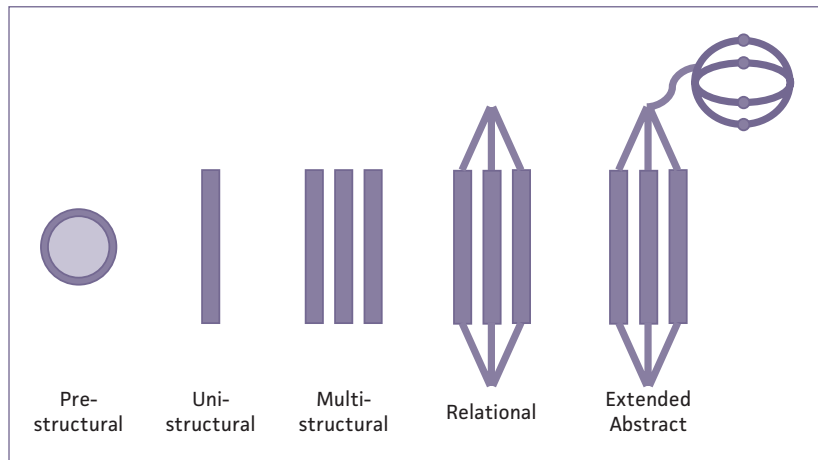 Pre-
structural
Uni-
structural
Multi-
structural
Relational
Extended
Abstract